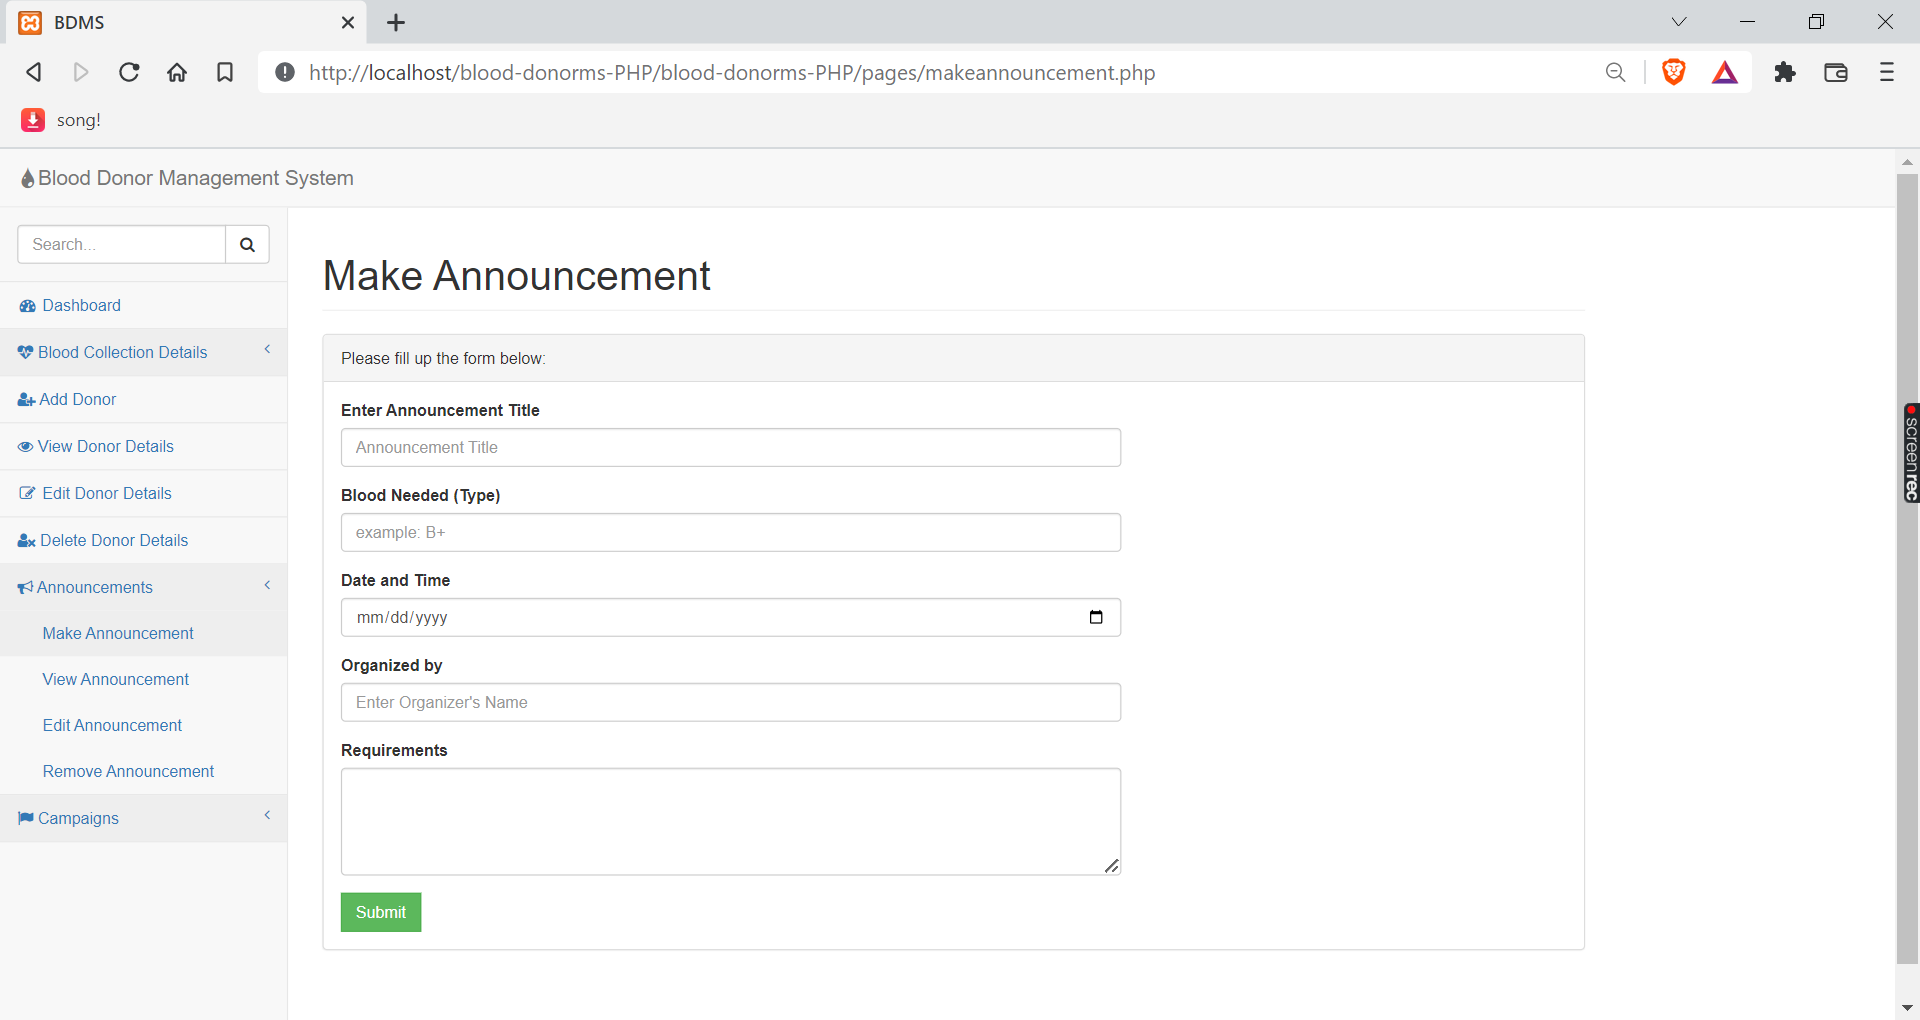 BDMS
http://localhost/blood-donorms-PHP/blood-donorms-PHP/pages/makeannouncement.php
song!
Blood Donor Management System
Search...
Dashboard
Blood Collection Details
Add Donor
View Donor Details
Edit Donor Details
Delete Donor Details
Announcements
Make Announcement
View Announcement
Edit Announcement
Remove Announcement
Campaigns
Make Announcement
Please fill up the form below:
Enter Announcement Title
Announcement Title
Blood Needed (Type)
example: B+
Date and Time
mm/dd/yyyy
Organized by
Enter Organizer's Name
Requirements
Submit
screenrec